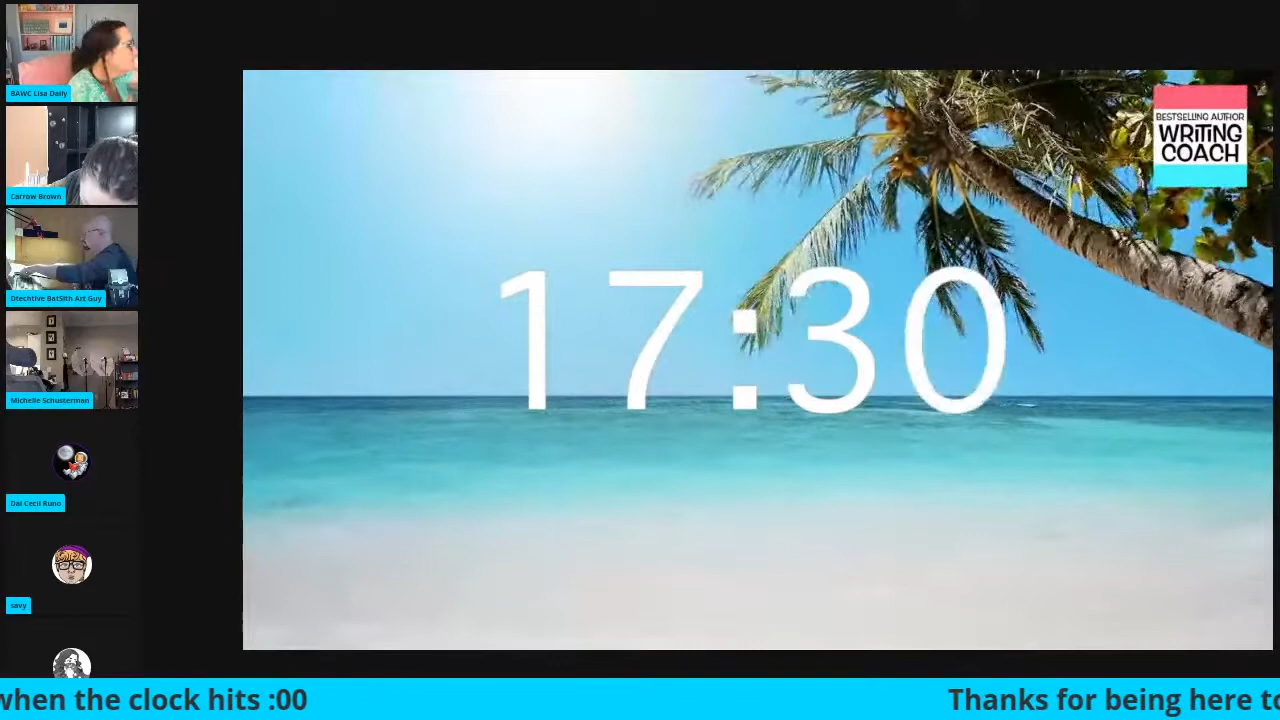 BAWC Lisa Daily
Carrow Brown
Dtechtive BatSith Art Guy
Michelle Schusterman
Dal Cecil Runo
savy
BESTSELLING AUTHOR
WRITING
COACH
17:30
when the clock hits :00
Thanks for being here to